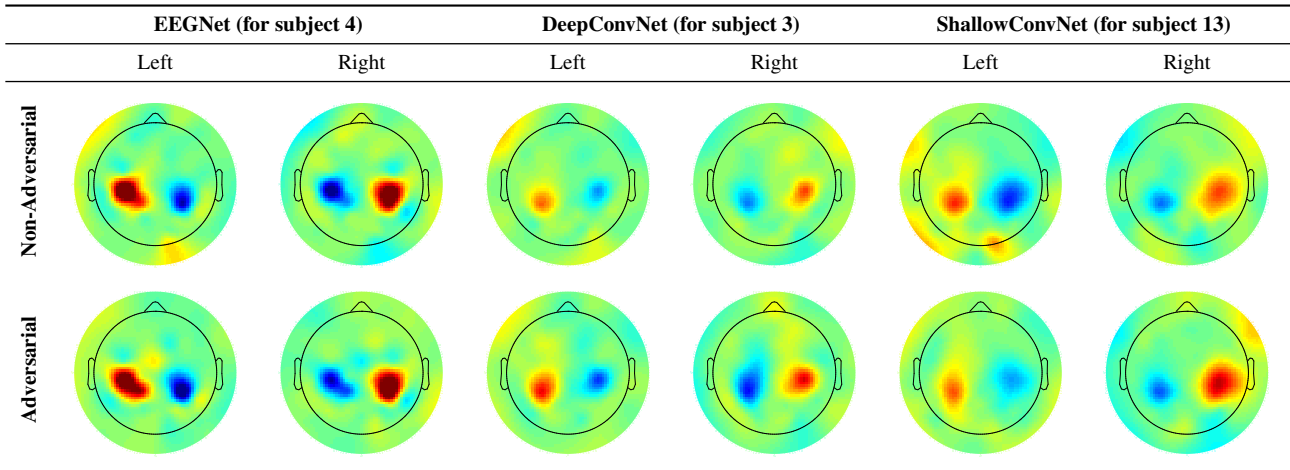 EEGNet (for subject 4) DeepConvNet (for subject 3) ShallowConvNet (for subject 13)
Left Right Left Right Left Right
Non-Adversarial
Adversarial